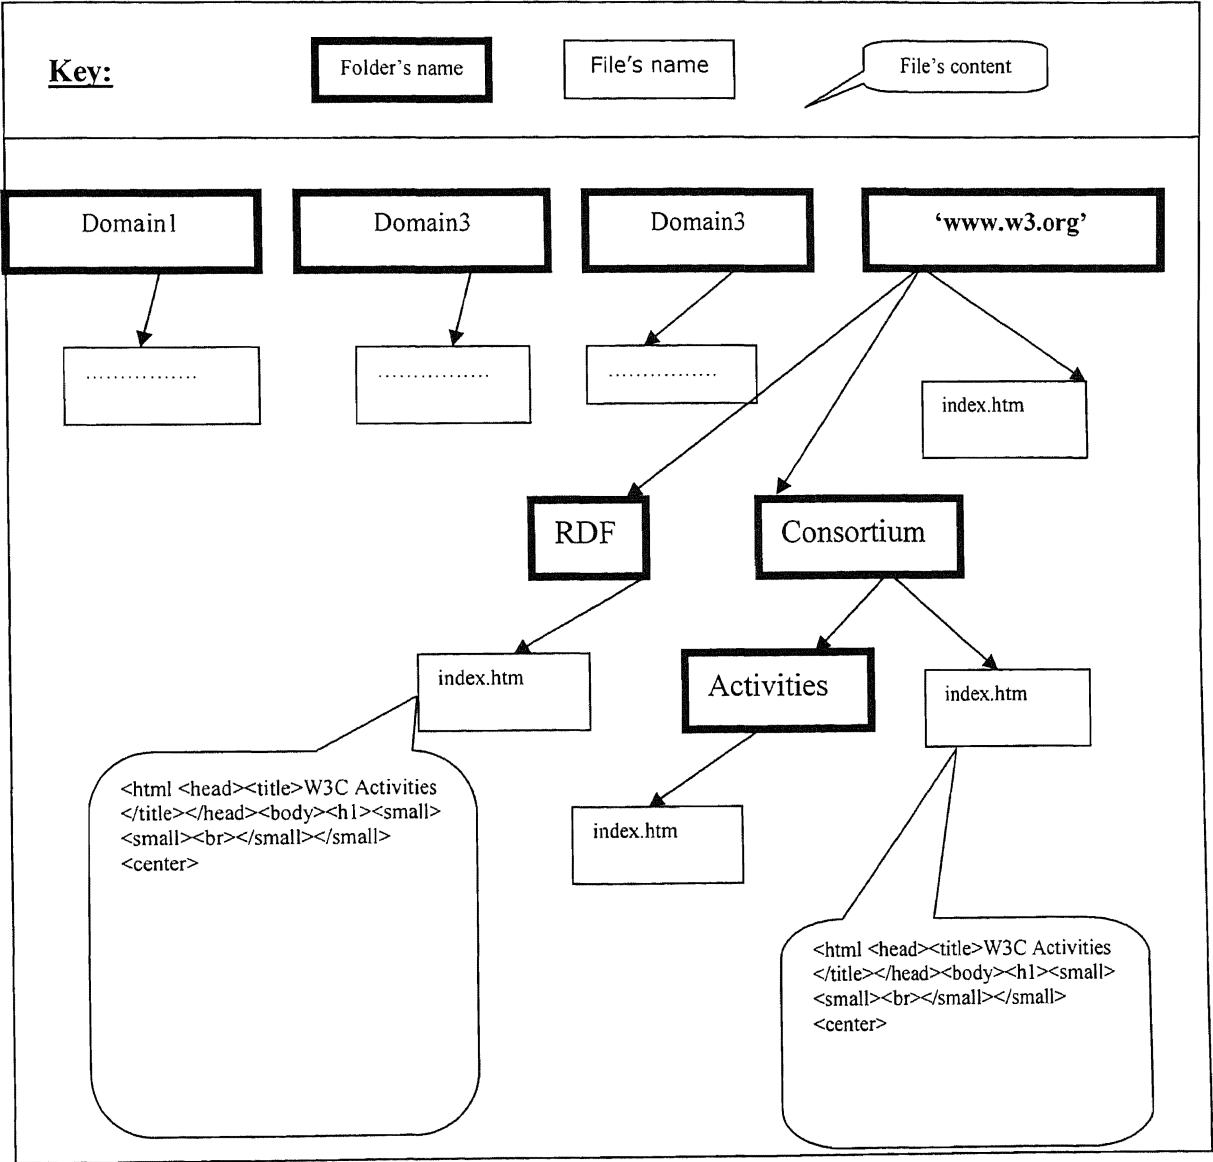 Key:
Folder's name
File's name
File's content
Domain1
Domain3
Domain3
‘www.w3.org’
................
................
................
index.htm
RDF
Consortium
index.htm
Activities
index.htm
<html <head><title>W3C Activities
</title></head><body><h1><small>
<small><br></small></small>
<center>
index.htm
<html <head><title>W3C Activities
</title></head><body><h1><small>
<small><br></small></small>
<center>